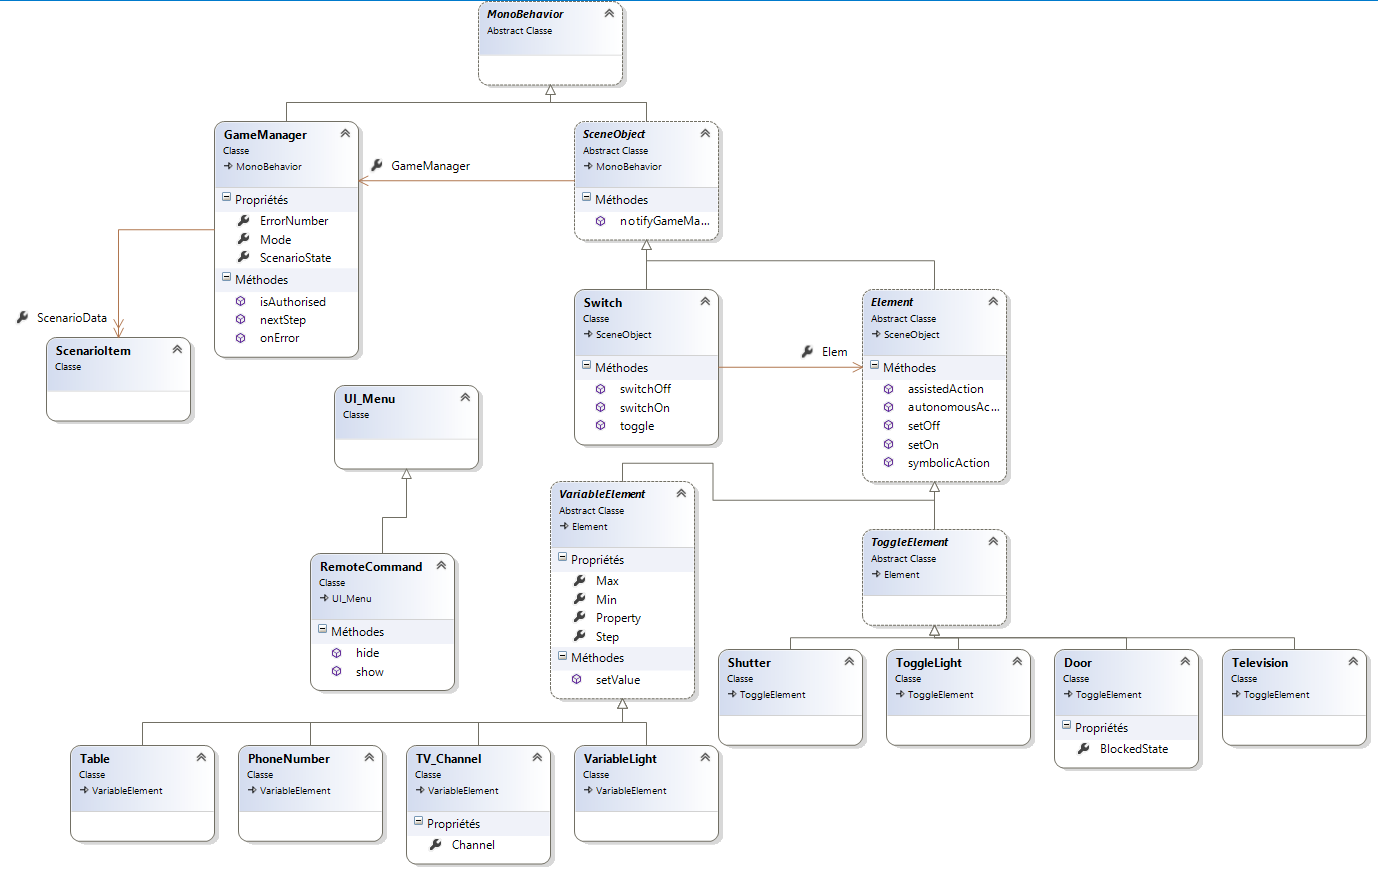 MonoBehavior
Abstract Classe
GameManager
Classe
MonoBehavior
Propriétés
ErrorNumber
Mode
ScenarioState
Méthodes
isAuthorised
nextStep
onError
GameManager
SceneObject
Abstract Classe
MonoBehavior
Méthodes
notifyGameMa...
ScenarioData
ScenarioItem
Classe
Switch
Classe
SceneObject
Méthodes
switchOff
switchOn
toggle
Elem
Element
Abstract Classe
SceneObject
Méthodes
assistedAction
autonomousAc...
setOff
setOn
symbolicAction
UI_Menu
Classe
RemoteCommand
Classe
UI_Menu
Méthodes
hide
show
VariableElement
Abstract Classe
Element
Propriétés
Max
Min
Property
Step
Méthodes
setValue
ToggleElement
Abstract Classe
Element
Shutter
Classe
ToggleElement
ToggleLight
Classe
ToggleElement
Door
Classe
ToggleElement
Propriétés
BlockedState
Television
Classe
ToggleElement
Table
Classe
VariableElement
PhoneNumber
Classe
VariableElement
TV_Channel
Classe
VariableElement
Propriétés
Channel
VariableLight
Classe
VariableElement